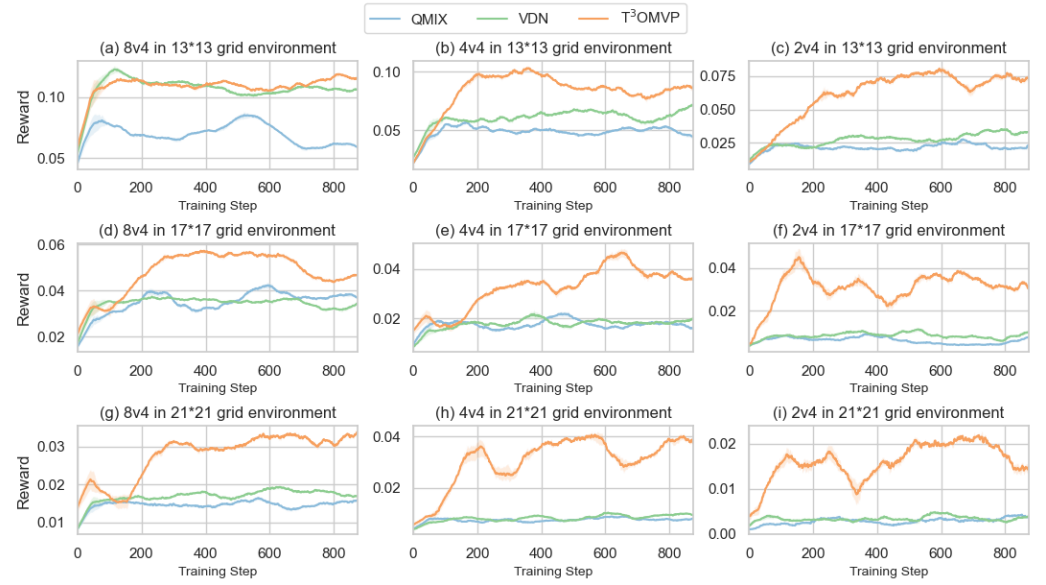 QMIX VDN T³OMVP
(a) 8v4 in 13*13 grid environment
(b) 4v4 in 13*13 grid environment
(c) 2v4 in 13*13 grid environment
Reward
0.10
0.05
0.10
0.05
0.075
0.050
0.025
0 200 400 600 800
0 200 400 600 800
0 200 400 600 800
Training Step
Training Step
Training Step
(d) 8v4 in 17*17 grid environment
(e) 4v4 in 17*17 grid environment
(f) 2v4 in 17*17 grid environment
Reward
0.06
0.04
0.02
0.04
0.02
0.04
0.02
0.00
0 200 400 600 800
0 200 400 600 800
0 200 400 600 800
Training Step
Training Step
Training Step
(g) 8v4 in 21*21 grid environment
(h) 4v4 in 21*21 grid environment
(i) 2v4 in 21*21 grid environment
Reward
0.03
0.02
0.01
0.04
0.02
0.02
0.01
0.00
0 200 400 600 800
0 200 400 600 800
0 200 400 600 800
Training Step
Training Step
Training Step